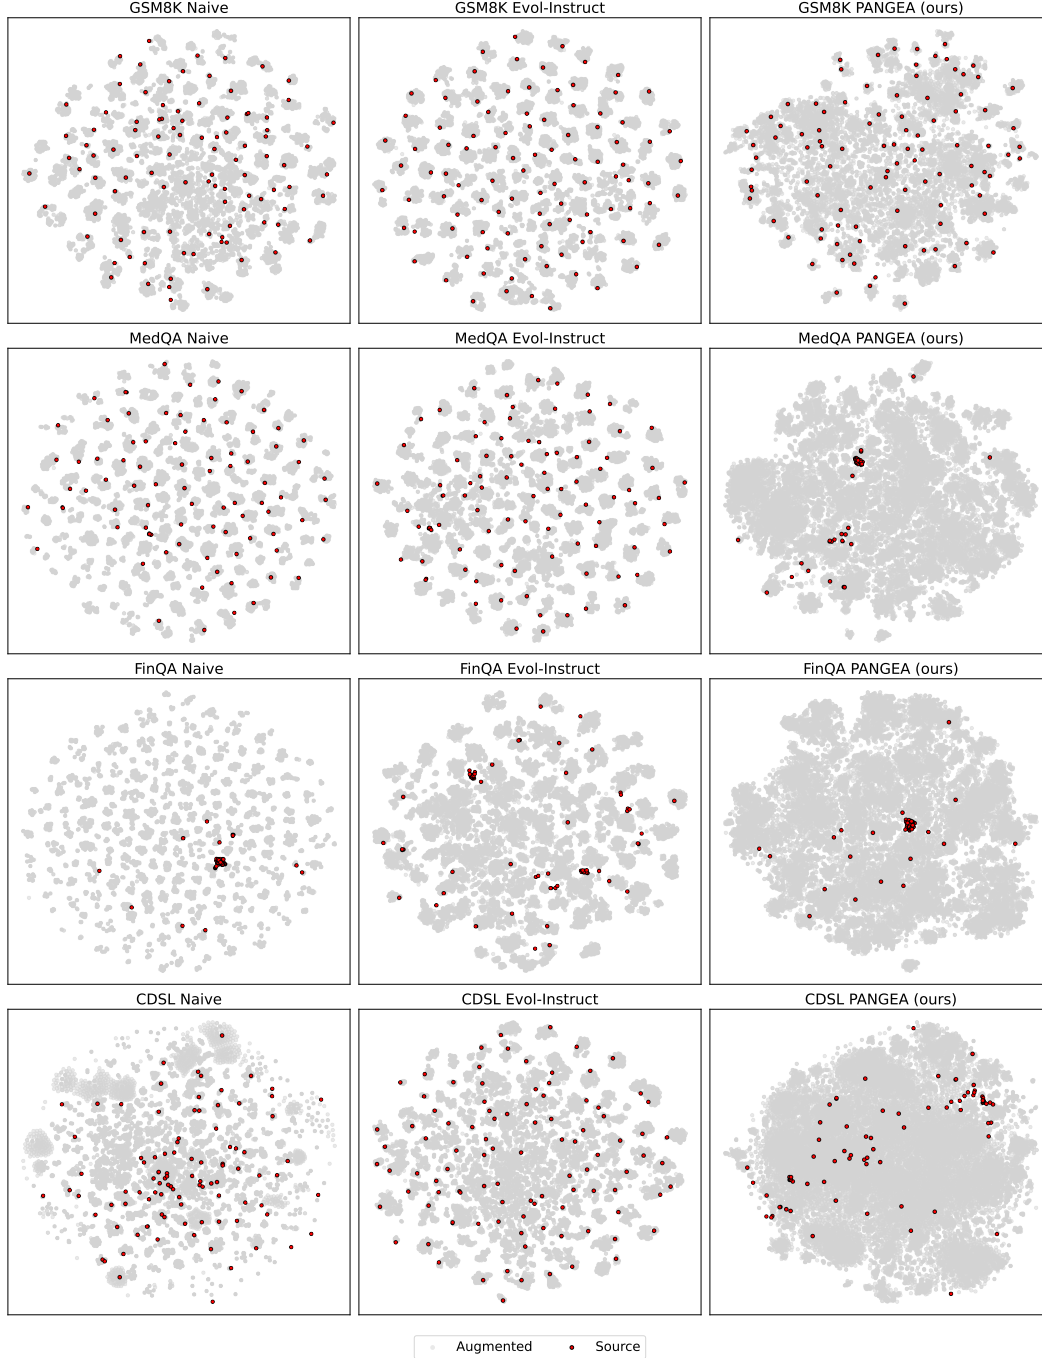 GSM8K Naive
GSM8K Evol-Instruct
GSM8K PANGEA (ours)
MedQA Naive
MedQA Evol-Instruct
MedQA PANGEA (ours)
FinQA Naive
FinQA Evol-Instruct
FinQA PANGEA (ours)
CDSL Naive
CDSL Evol-Instruct
CDSL PANGEA (ours)
Augmented
Source